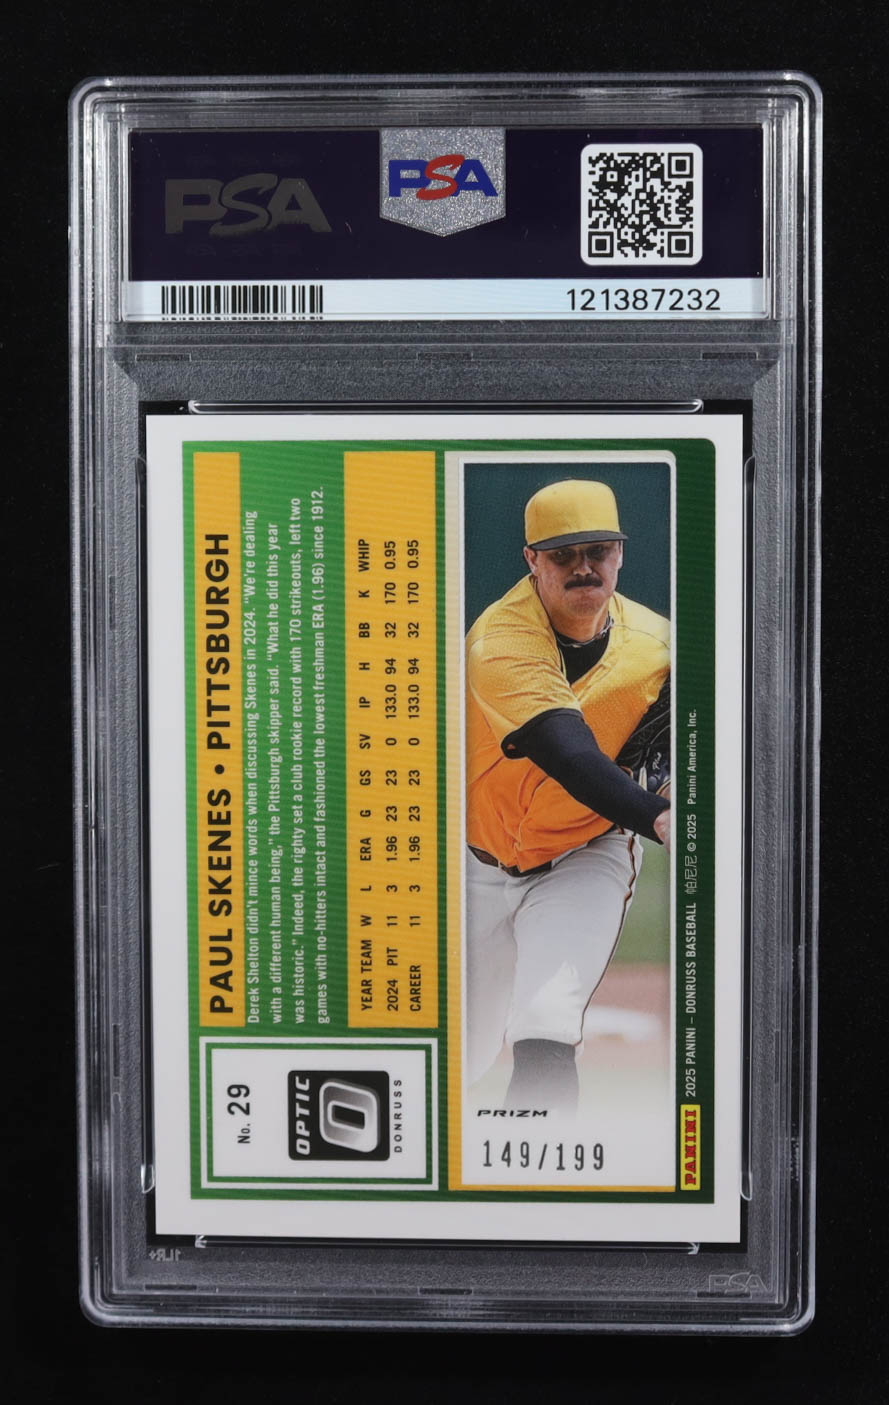 PSA
PSA
121387232
PAUL SKENES • PITTSBURGH
Derek Shelton didn't mince words when discussing Skenes in 2024. "We're dealing
with a different human being," the Pittsburgh skipper said. "What he did this year
was historic." Indeed, the righty set a club rookie record with 170 strikeouts, left two
games with no-hitters intact and fashioned the lowest freshman ERA (1.96) since 1912.
YEAR TEAM W L ERA G GS SV IP H BB K WHIP
2024 PIT 11 3 1.96 23 23 0 133.0 94 32 170 0.95
CAREER 11 3 1.96 23 23 0 133.0 94 32 170 0.95
No. 29
OPTIC
DONRUSS
PRIZM
149/199
PANINI
2025 PANINI – DONRUSS BASEBALL 帕尼尼 © 2025 Panini America, Inc.
1LR+
PSA